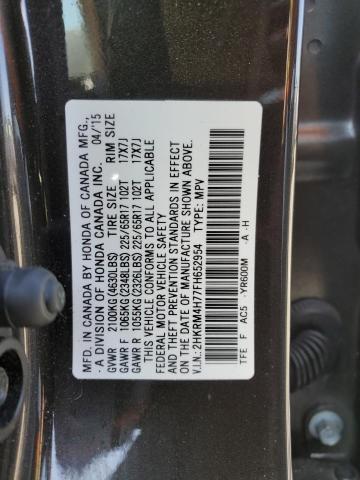 MFD. IN CANADA BY HONDA OF CANADA MFG.,
- A DIVISION OF HONDA CANADA INC. 04/15
GVWR 2100KG(4630LBS) TIRE SIZE RIM SIZE
GAWR F 1065KG(2348LBS) 225/65R17 102T 17X7J
GAWR R 1055KG(2326LBS) 225/65R17 102T 17X7J
THIS VEHICLE CONFORMS TO ALL APPLICABLE
FEDERAL MOTOR VEHICLE SAFETY
AND THEFT PREVENTION STANDARDS IN EFFECT
ON THE DATE OF MANUFACTURE SHOWN ABOVE.
V.I.N: 2HKRM4H77FH652954 TYPE: MPV
TFE F AC5 -YR600M -A -H